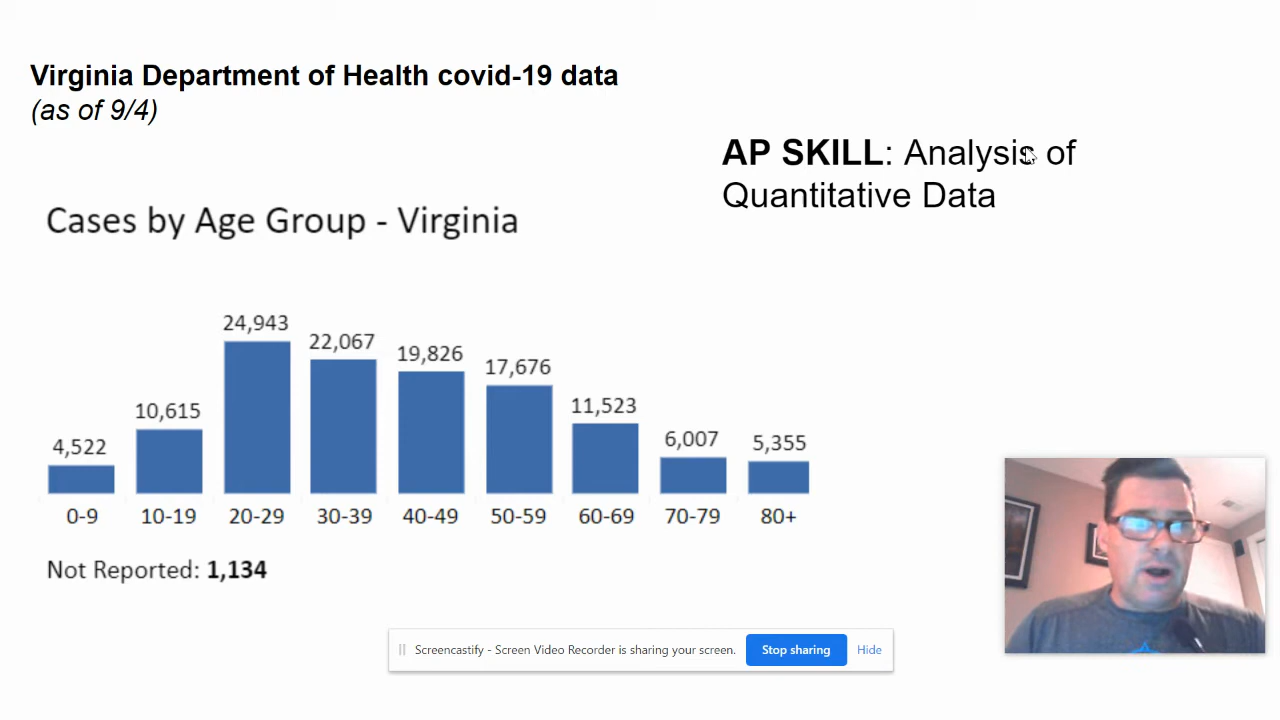 Virginia Department of Health covid-19 data
(as of 9/4)
AP SKILL: Analysis of
Quantitative Data
Cases by Age Group - Virginia
4,522
10,615
24,943
22,067
19,826
17,676
11,523
6,007
5,355
0-9
10-19
20-29
30-39
40-49
50-59
60-69
70-79
80+
Not Reported: 1,134
Screencastify - Screen Video Recorder is sharing your screen.
Stop sharing
Hide